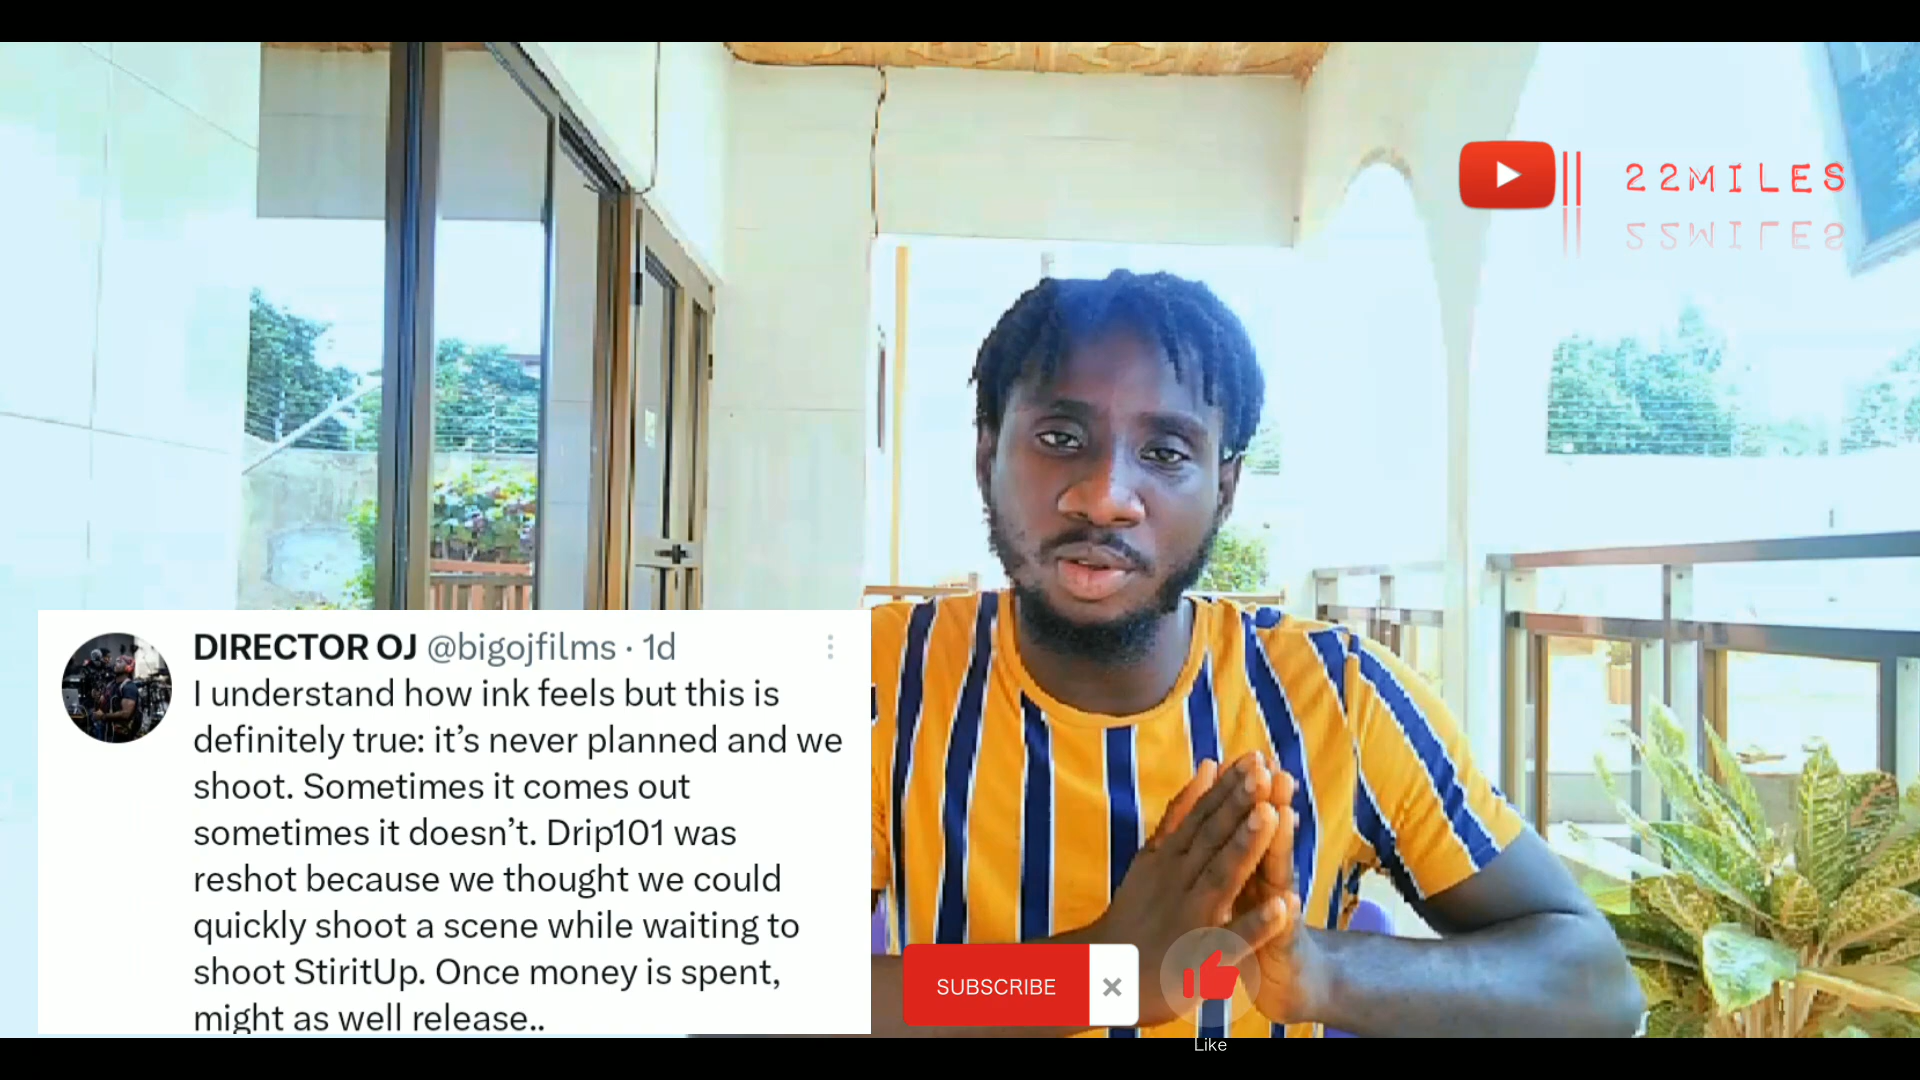 22MILES
DIRECTOR OJ @bigojfilms · 1d
I understand how ink feels but this is
definitely true: it’s never planned and we
shoot. Sometimes it comes out
sometimes it doesn’t. Drip101 was
reshot because we thought we could
quickly shoot a scene while waiting to
shoot StiritUp. Once money is spent,
might as well release..
SUBSCRIBE
Like